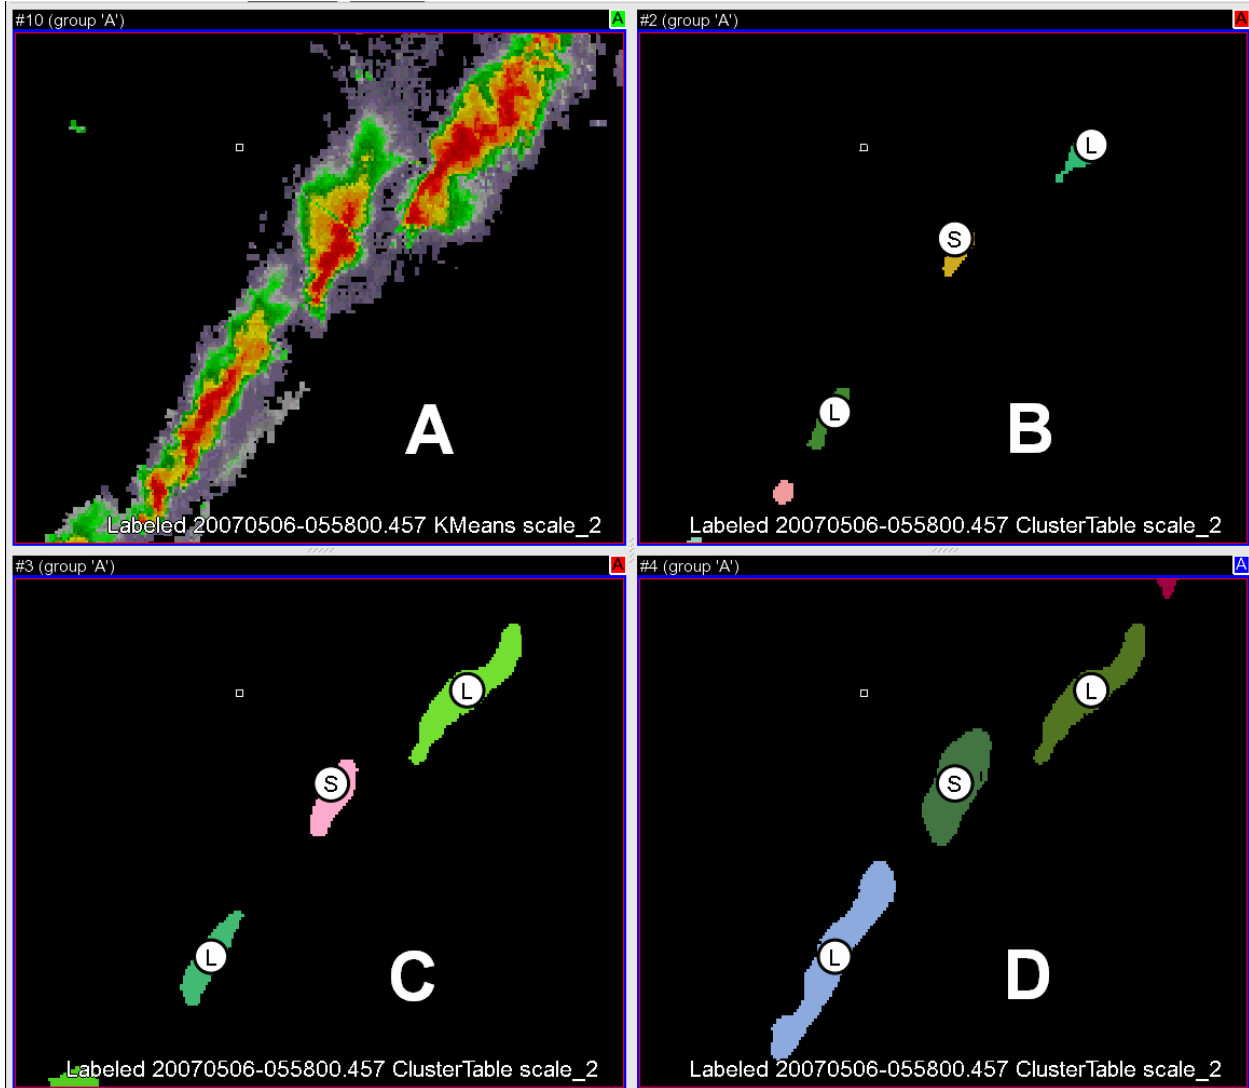 #10 (group 'A')
A
A
Labeled 20070506-055800.457 KMeans scale_2
#2 (group 'A')
A
L
S
L
B
Labeled 20070506-055800.457 ClusterTable scale_2
#3 (group 'A')
A
L
S
L
C
Labeled 20070506-055800.457 ClusterTable scale_2
#4 (group 'A')
A
L
S
L
D
Labeled 20070506-055800.457 ClusterTable scale_2